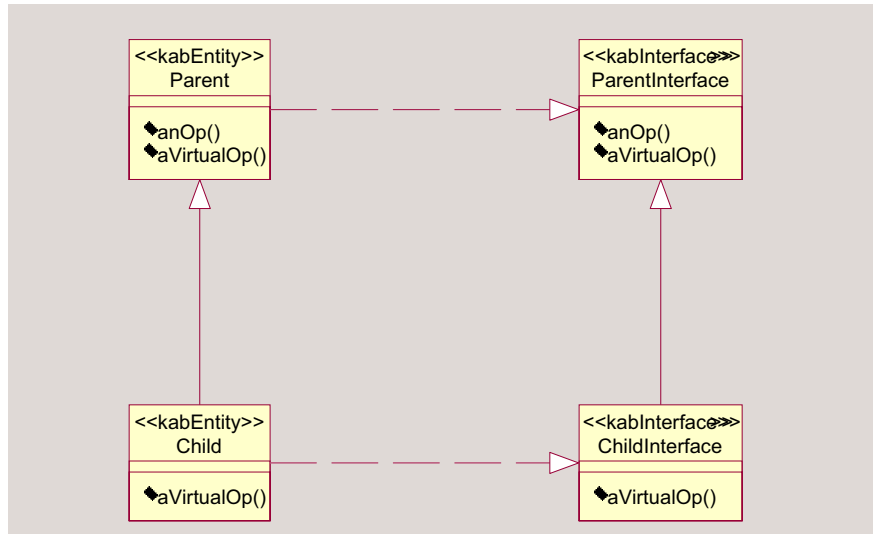 <<kabEntity>>
Parent
anOp()
aVirtualOp()
<<kabInterface>>
ParentInterface
anOp()
aVirtualOp()
<<kabEntity>>
Child
aVirtualOp()
<<kabInterface>>
ChildInterface
aVirtualOp()